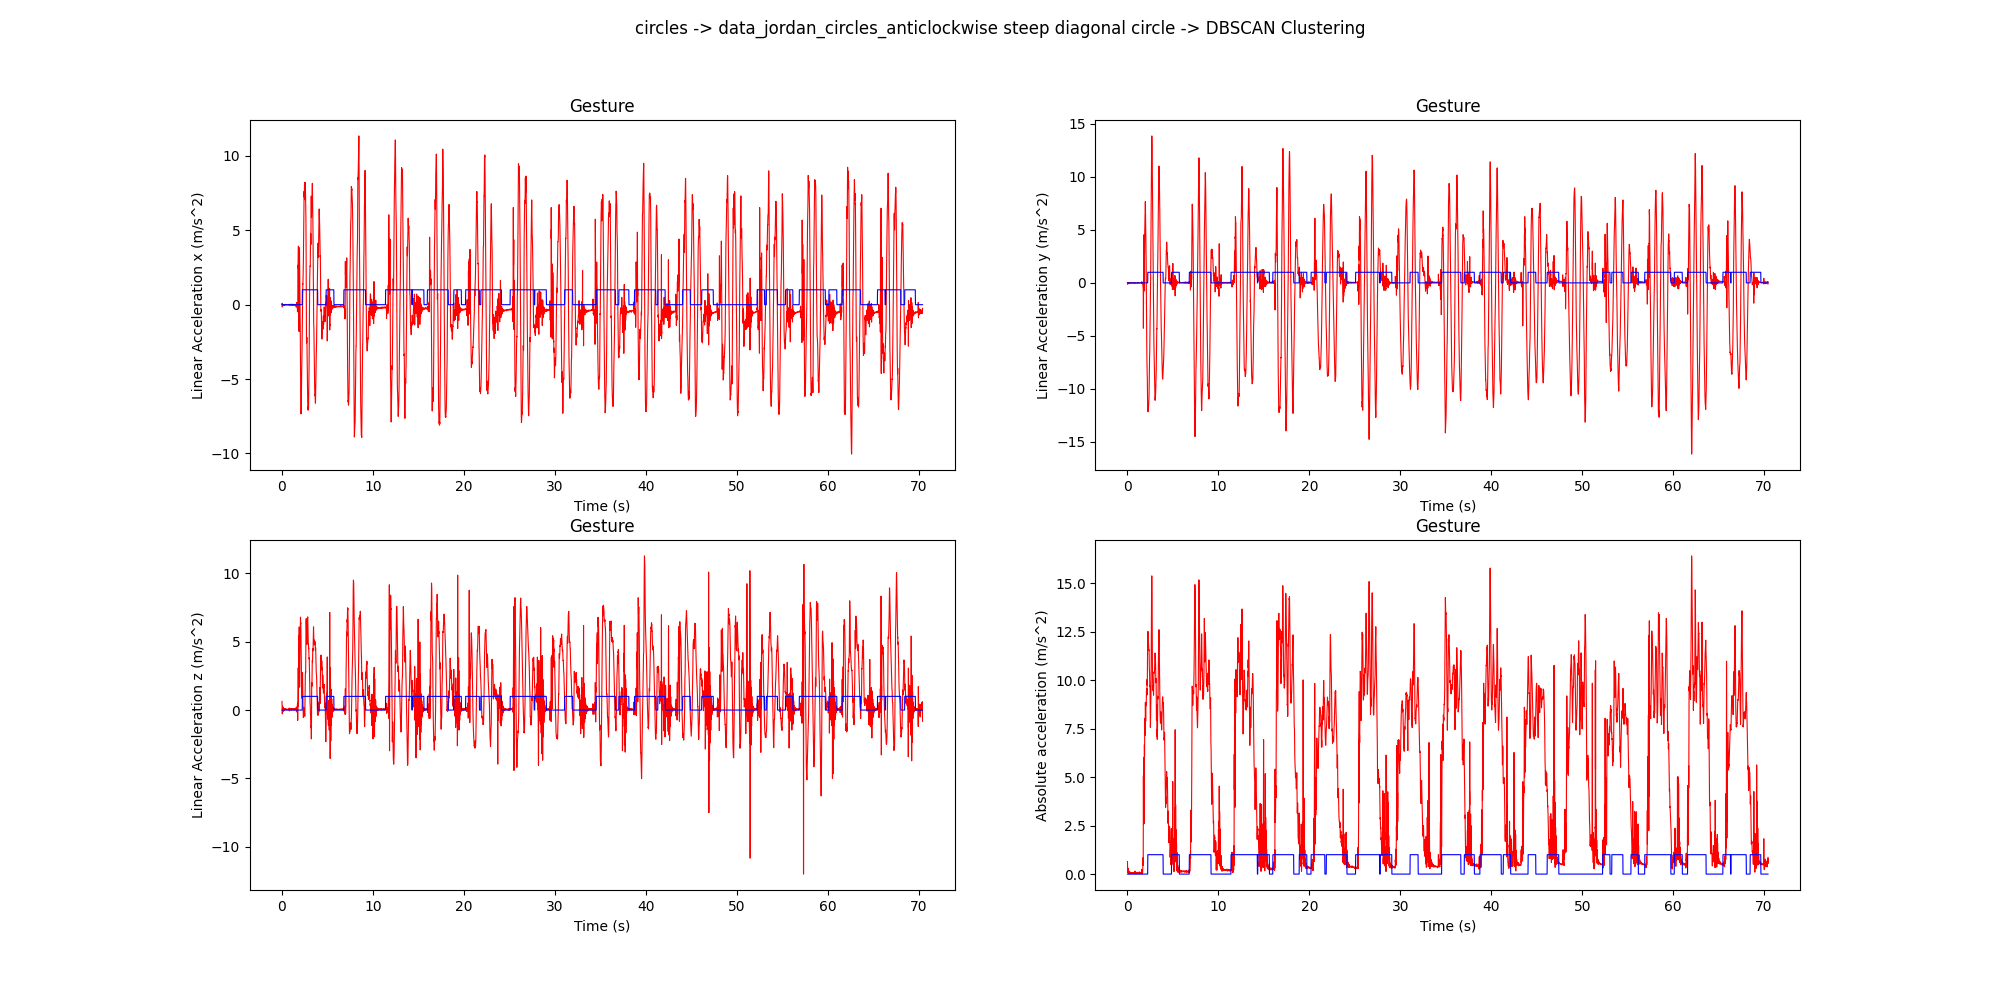 circles -> data_jordan_circles_anticlockwise steep diagonal circle -> DBSCAN Clustering
Gesture
Linear Acceleration x (m/s^2)
10
5
0
−5
−10
0 10 20 30 40 50 60 70
Time (s)
Gesture
Linear Acceleration y (m/s^2)
15
10
5
0
−5
−10
−15
0 10 20 30 40 50 60 70
Time (s)
Gesture
Linear Acceleration z (m/s^2)
10
5
0
−5
−10
0 10 20 30 40 50 60 70
Time (s)
Gesture
Absolute acceleration (m/s^2)
15.0
12.5
10.0
7.5
5.0
2.5
0.0
0 10 20 30 40 50 60 70
Time (s)